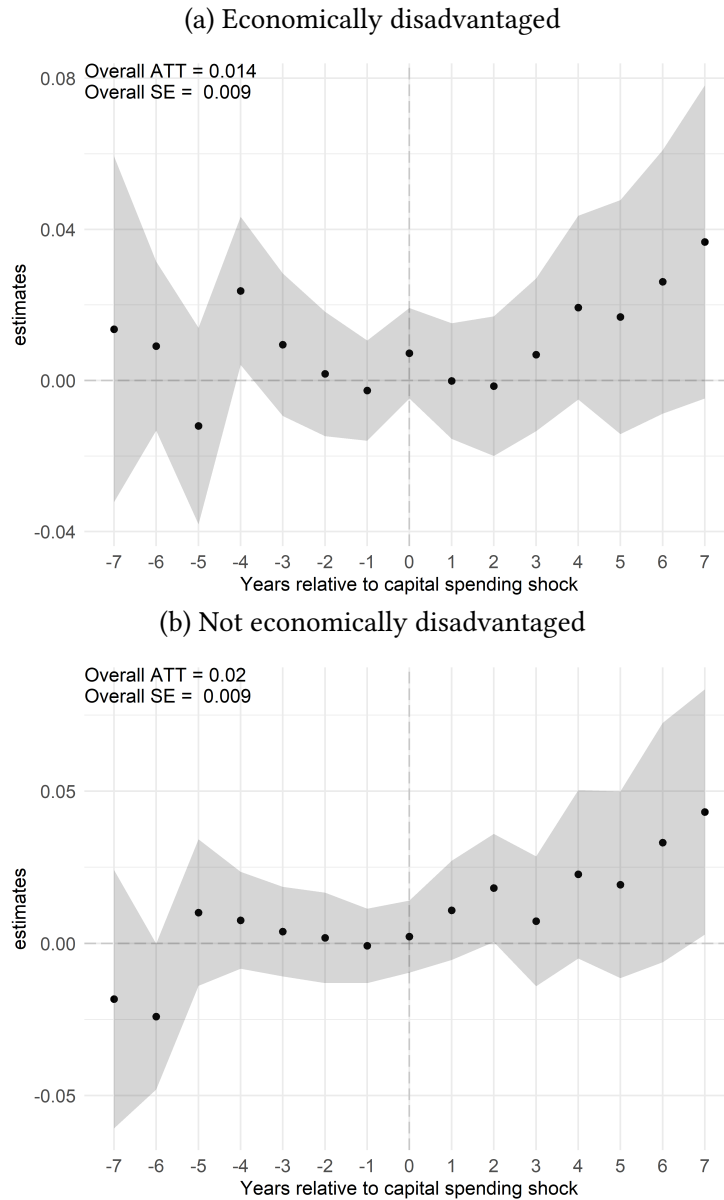 (a) Economically disadvantaged
Overall ATT = 0.014
Overall SE =  0.009
0.08
0.04
0.00
-0.04
estimates
-7 -6 -5 -4 -3 -2 -1 0 1 2 3 4 5 6 7
Years relative to capital spending shock
(b) Not economically disadvantaged
Overall ATT = 0.02
Overall SE =  0.009
0.05
0.00
-0.05
estimates
-7 -6 -5 -4 -3 -2 -1 0 1 2 3 4 5 6 7
Years relative to capital spending shock